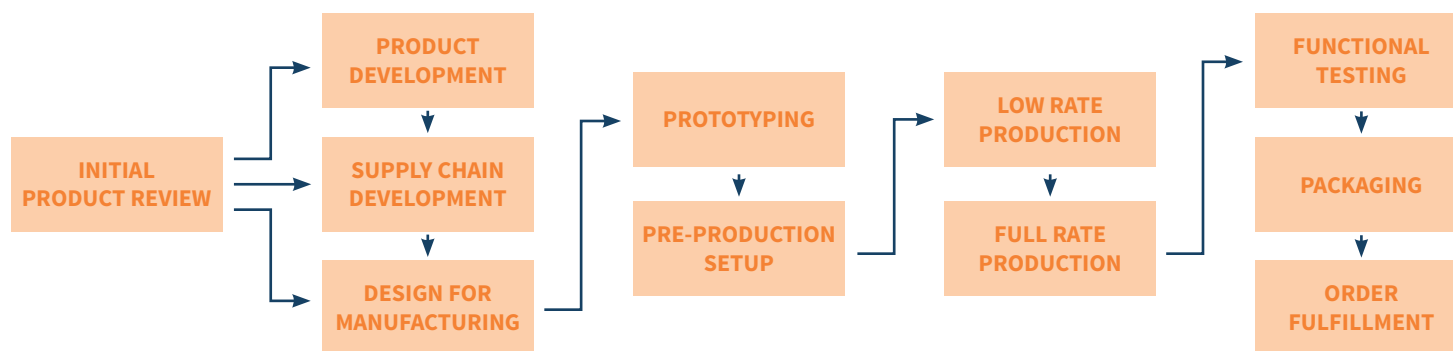 INITIAL
PRODUCT REVIEW
PRODUCT
DEVELOPMENT
SUPPLY CHAIN
DEVELOPMENT
DESIGN FOR
MANUFACTURING
PROTOTYPING
PRE-PRODUCTION
SETUP
LOW RATE
PRODUCTION
FULL RATE
PRODUCTION
FUNCTIONAL
TESTING
PACKAGING
ORDER
FULFILLMENT